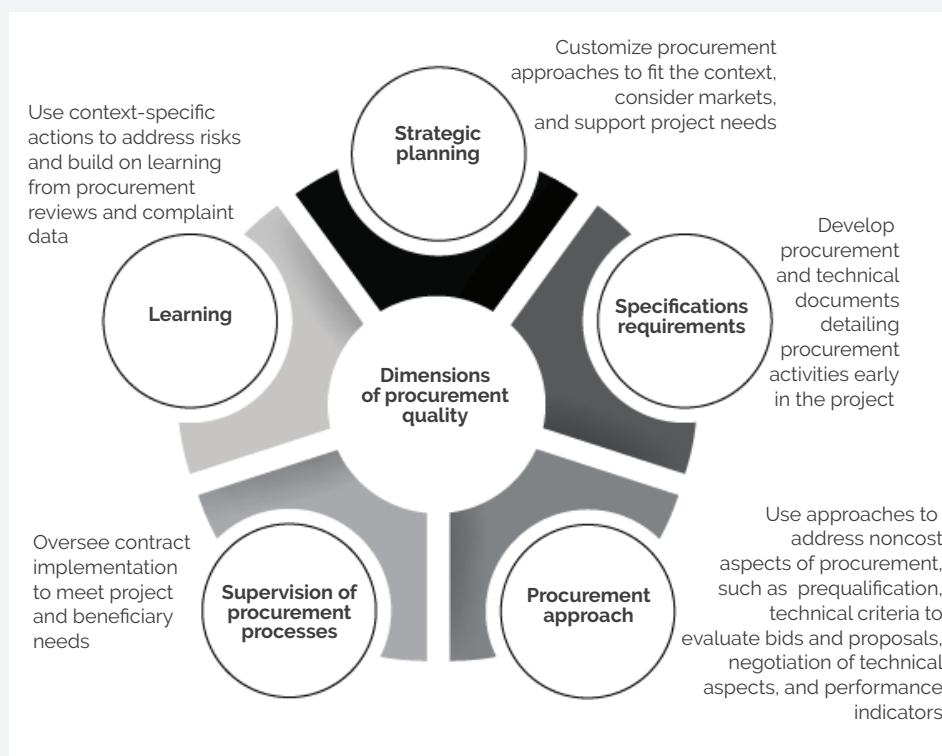 Customize procurement
approaches to fit the context,
consider markets,
and support project needs
Strategic
planning
Use context-specific
actions to address risks
and build on learning
from procurement
reviews and complaint
data
Learning
Develop
procurement
and technical
documents
detailing
procurement
activities early
in the project
Specifications
requirements
Dimensions
of procurement
quality
Oversee contract
implementation
to meet project
and beneficiary
needs
Supervision of
procurement
processes
Procurement
approach
Use approaches to
address noncost
aspects of procurement,
such as prequalification,
technical criteria to
evaluate bids and proposals,
negotiation of technical
aspects, and performance
indicators